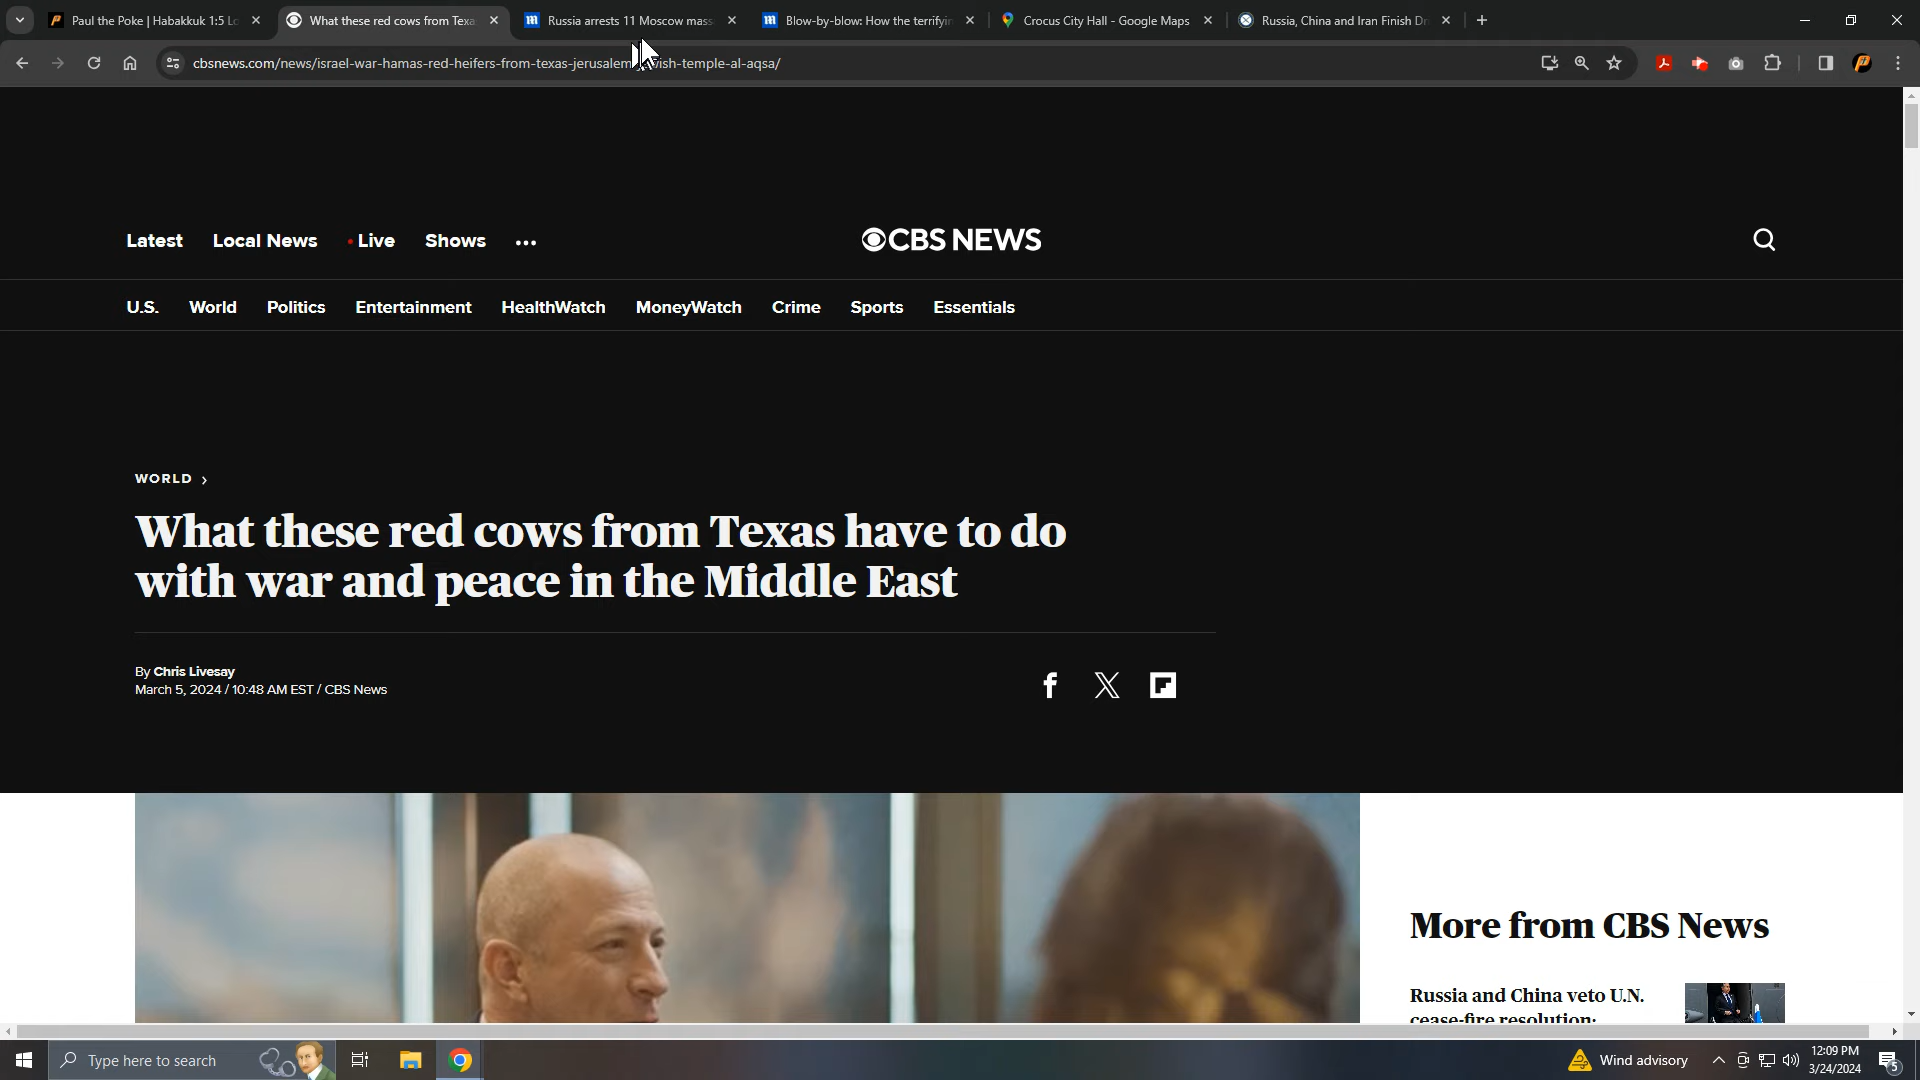 Paul the Poke | Habakkuk 1:5 Lo
What these red cows from Texa
Russia arrests 11 Moscow mass
Blow-by-blow: How the terrifyin
Crocus City Hall - Google Maps
Russia, China and Iran Finish Dr
cbsnews.com/news/israel-war-hamas-red-heifers-from-texas-jerusalem ish-temple-al-aqsa/
Latest Local News Live Shows
CBS NEWS
U.S. World Politics Entertainment HealthWatch MoneyWatch Crime Sports Essentials
WORLD
What these red cows from Texas have to do
with war and peace in the Middle East
By Chris Livesay
March 5, 2024 / 10:48 AM EST / CBS News
More from CBS News
Russia and China veto U.N.
cease-fire resolution:
Type here to search
Wind advisory
12:09 PM
3/24/2024
5